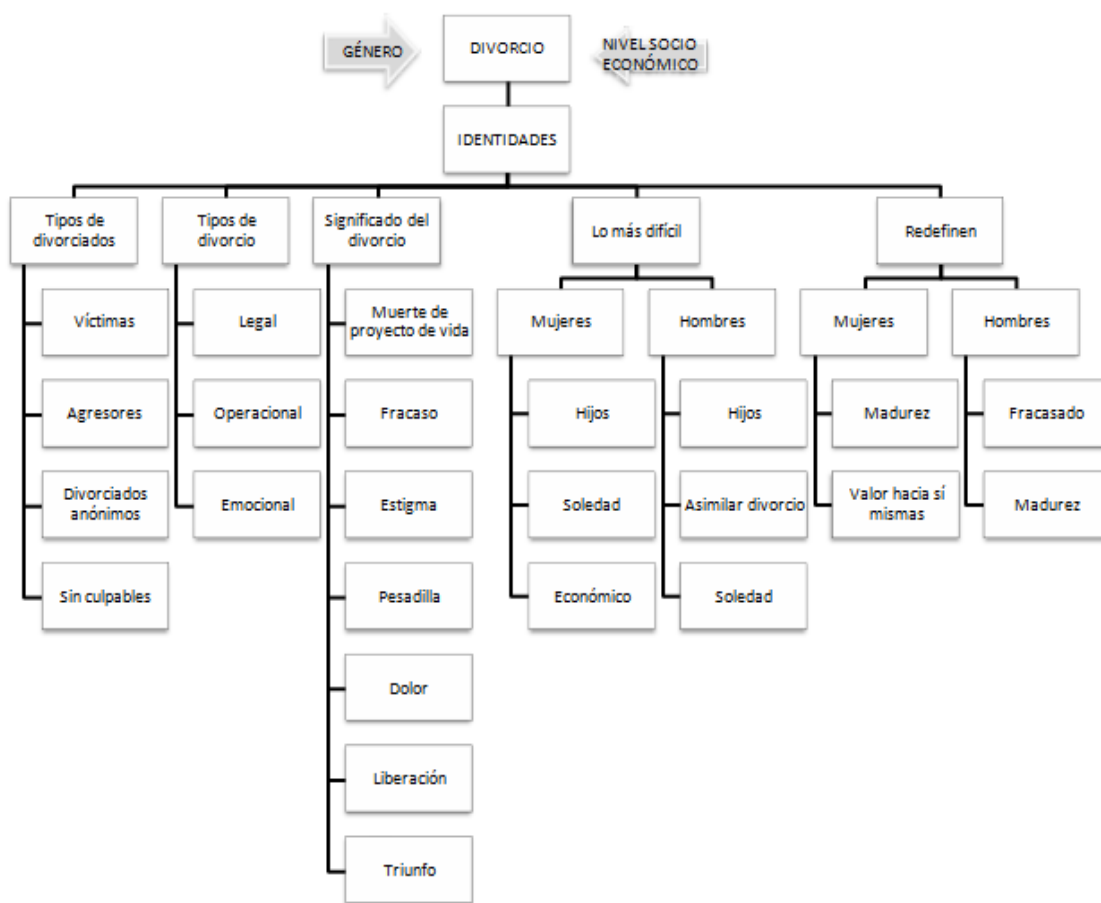 GÉNERO
DIVORCIO
NIVEL SOCIO
ECONÓMICO
IDENTIDADES
Tipos de
divorciados
Víctimas
Agresores
Divorciados
anónimos
Sin culpables
Tipos de
divorcio
Legal
Operacional
Emocional
Significado del
divorcio
Muerte de
proyecto de vida
Fracaso
Estigma
Pesadilla
Dolor
Liberación
Triunfo
Lo más difícil
Mujeres
Hijos
Soledad
Económico
Hombres
Hijos
Asimilar divorcio
Soledad
Redefinen
Mujeres
Madurez
Valor hacia sí
mismas
Hombres
Fracasado
Madurez